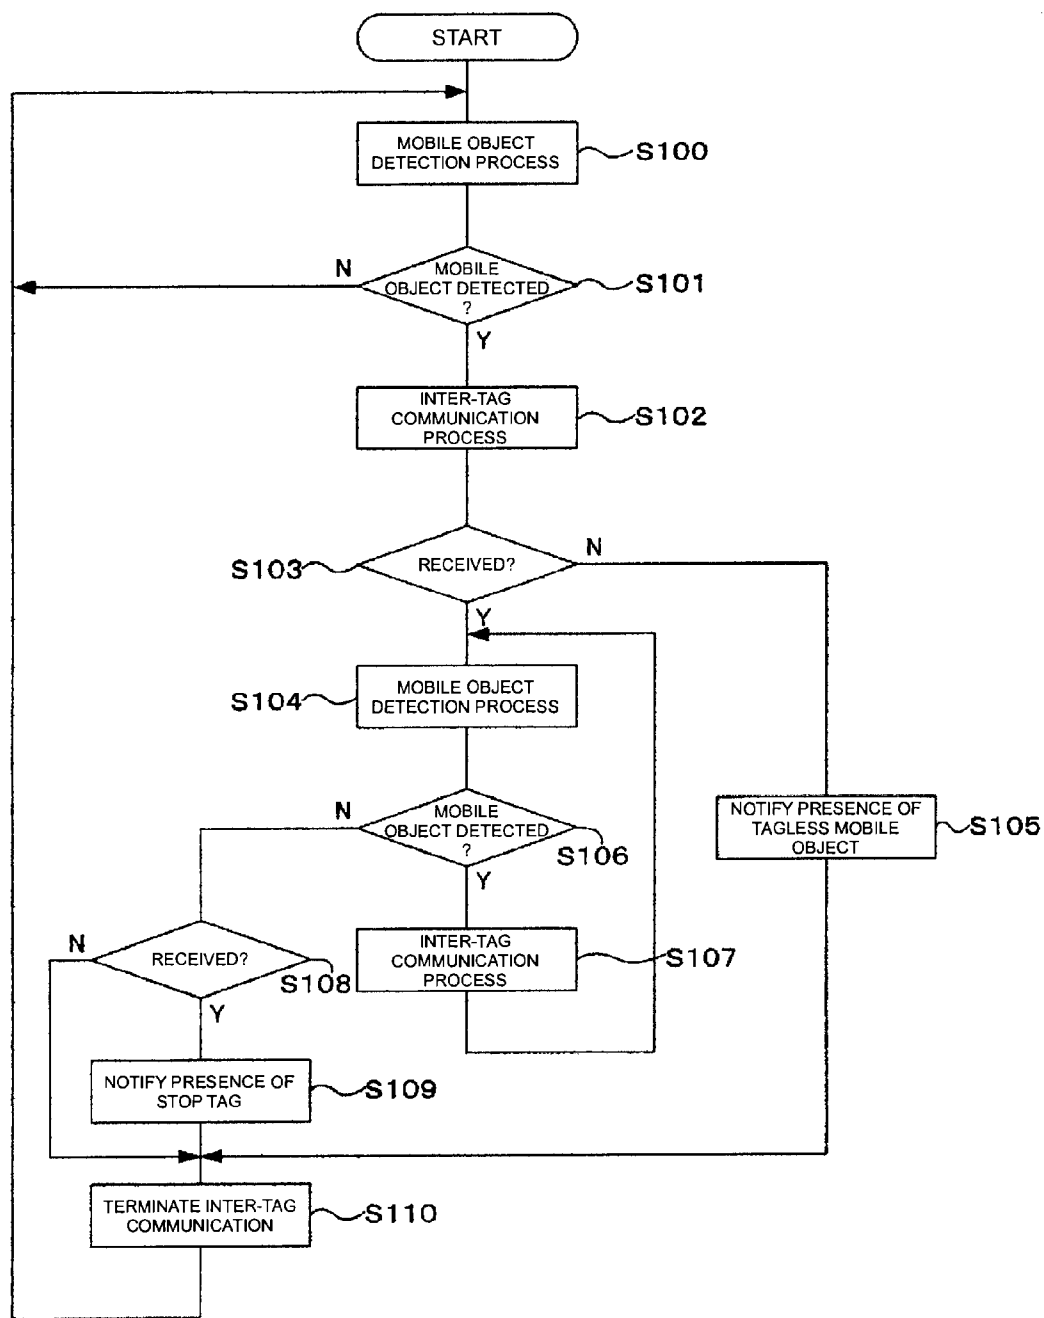 START
MOBILE OBJECT
DETECTION PROCESS
S100
MOBILE
OBJECT DETECTED
?
N
S101
Y
INTER-TAG
COMMUNICATION
PROCESS
S102
S103
RECEIVED?
N
Y
S104
MOBILE OBJECT
DETECTION PROCESS
N
MOBILE
OBJECT DETECTED
?
S106
Y
NOTIFY PRESENCE OF
TAGLESS MOBILE
OBJECT
S105
N
RECEIVED?
S108
Y
INTER-TAG
COMMUNICATION
PROCESS
S107
NOTIFY PRESENCE OF
STOP TAG
S109
TERMINATE INTER-TAG
COMMUNICATION
S110